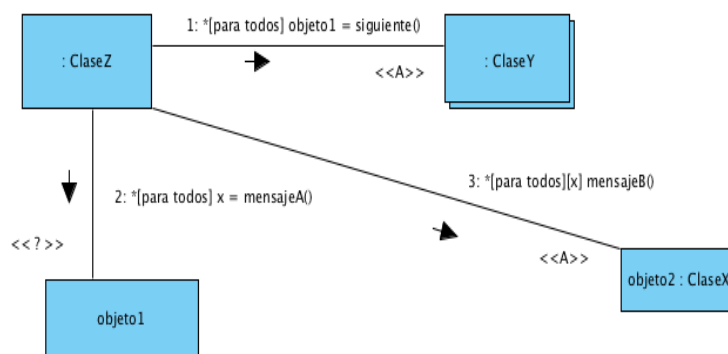 1: *[para todos] objeto1 = siguiente()
: ClaseZ
: ClaseY
<<A>>
3: *[para todos][x] mensajeB()
2: *[para todos] x = mensajeA()
<<?>>
<<A>>
objeto2 : ClaseX
objeto1